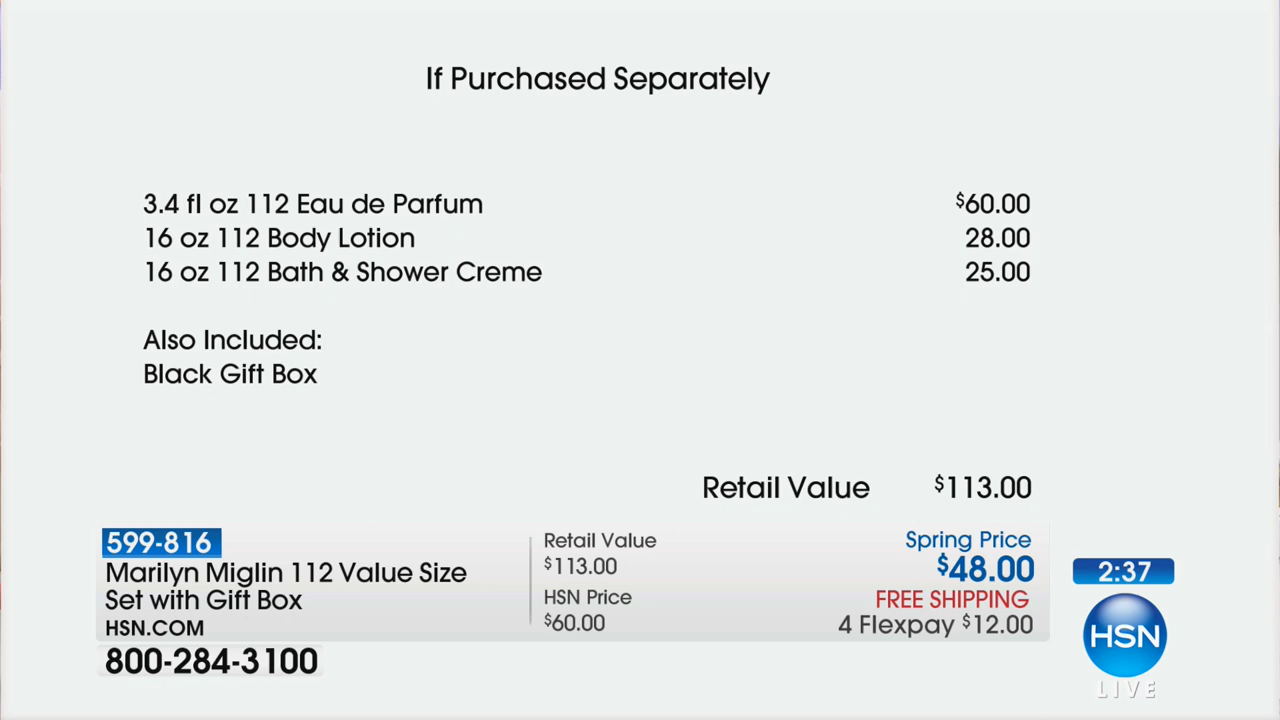 If Purchased Separately
3.4 fl oz 112 Eau de Parfum $60.00
16 oz 112 Body Lotion 28.00
16 oz 112 Bath & Shower Creme 25.00
Also Included:
Black Gift Box
Retail Value $113.00
599-816
Marilyn Miglin 112 Value Size
Set with Gift Box
HSN.COM
800-284-3100
Retail Value
$113.00
HSN Price
$60.00
Spring Price
$48.00
FREE SHIPPING
4 Flexpay $12.00
2:37
HSN
LIVE